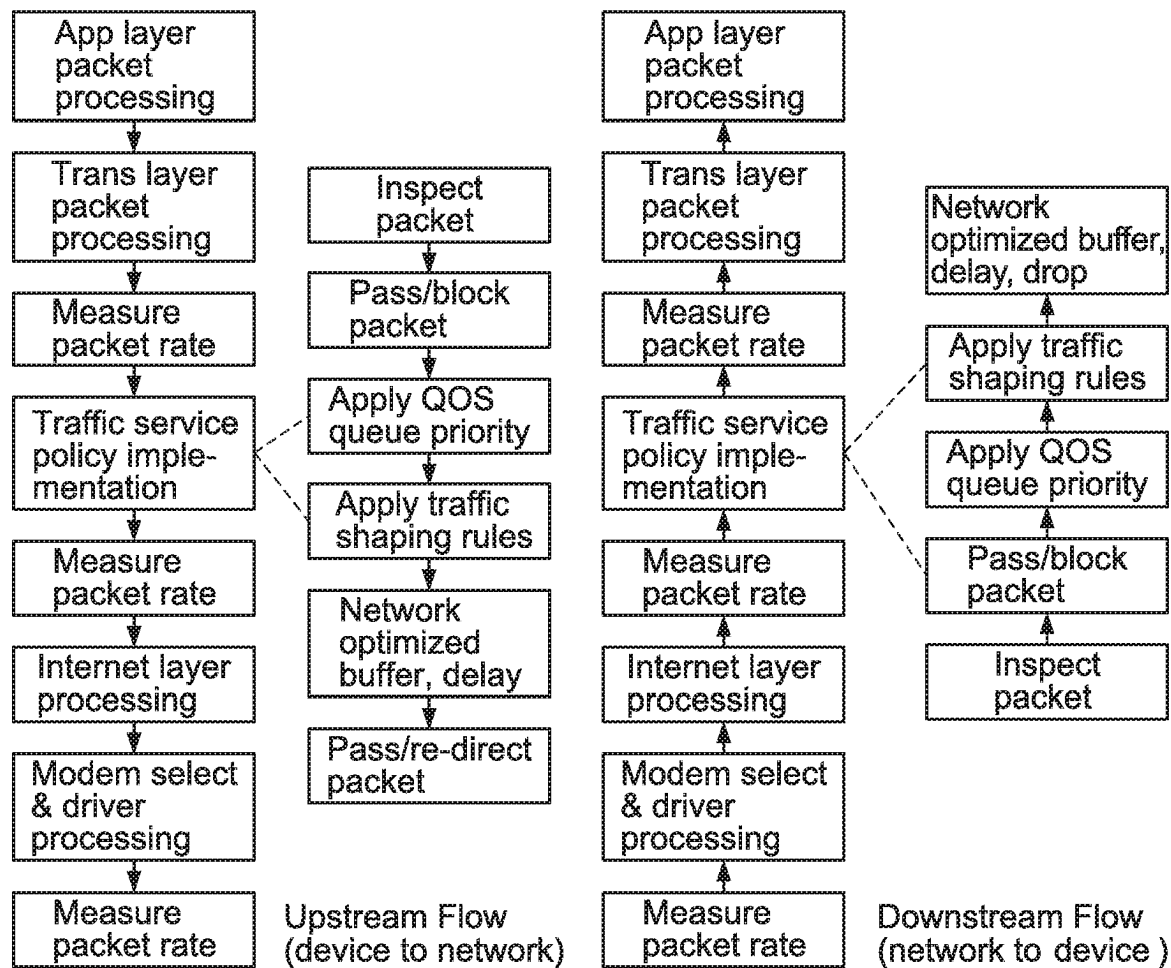 App layer
packet
processing
Trans layer
packet
processing
Measure
packet rate
Traffic service
policy imple-
mentation
Measure
packet rate
Internet layer
processing
Modem select
& driver
processing
Measure
packet rate
Inspect
packet
Pass/block
packet
Apply QOS
queue priority
Apply traffic
shaping rules
Network
optimized
buffer, delay
Pass/re-direct
packet
Upstream Flow
(device to network)
App layer
packet
processing
Trans layer
packet
processing
Measure
packet rate
Traffic service
policy imple-
mentation
Measure
packet rate
Internet layer
processing
Modem select
& driver
processing
Measure
packet rate
Network
optimized buffer,
delay, drop
Apply traffic
shaping rules
Apply QOS
queue priority
Pass/block
packet
Inspect
packet
Downstream Flow
(network to device )